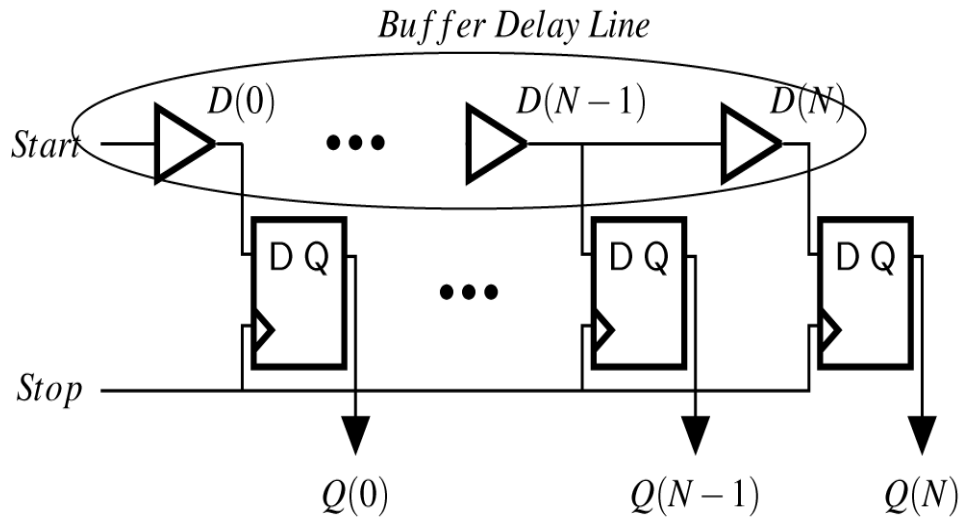 Buffer Delay Line
D(0) D(N − 1) D(N)
Start
D Q D Q D Q
Stop
Q(0) Q(N − 1) Q(N)